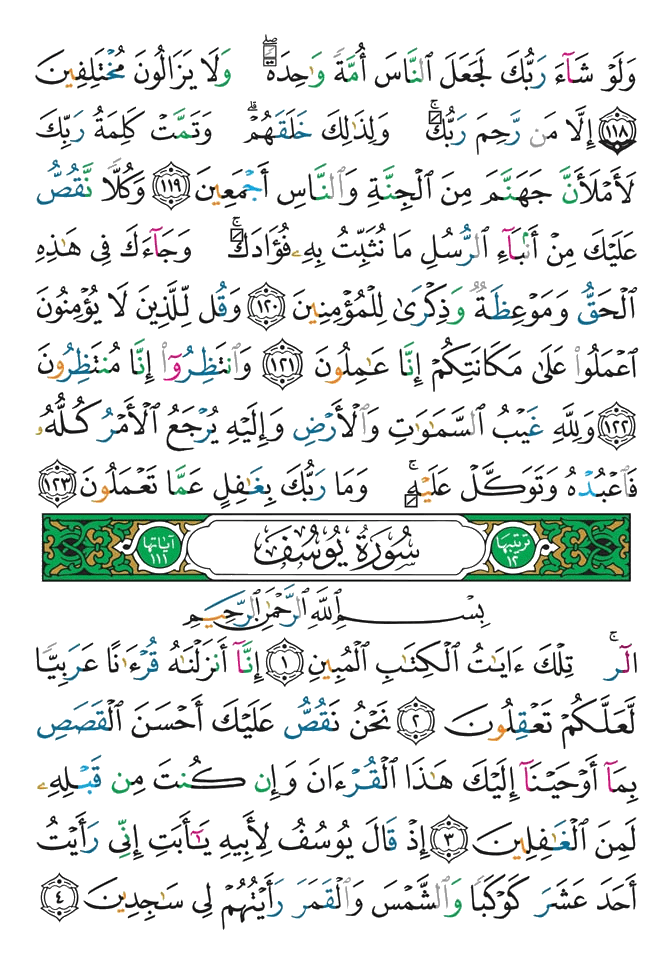 وَلَوْ شَآءَ رَبُّكَ لَجَعَلَ ٱلنَّاسَ أُمَّةً وَٰحِدَةً ۖ وَلَا يَزَالُونَ مُخْتَلِفِينَ
﴿١١٨﴾ إِلَّا مَن رَّحِمَ رَبُّكَ ۚ وَلِذَٰلِكَ خَلَقَهُمْ ۗ وَتَمَّتْ كَلِمَةُ رَبِّكَ
لَأَمْلَأَنَّ جَهَنَّمَ مِنَ ٱلْجِنَّةِ وَٱلنَّاسِ أَجْمَعِينَ ﴿١١٩﴾ وَكُلًّا نَّقُصُّ
عَلَيْكَ مِنْ أَنۢبَآءِ ٱلرُّسُلِ مَا نُثَبِّتُ بِهِۦ فُؤَادَكَ ۚ وَجَآءَكَ فِى هَٰذِهِ
ٱلْحَقُّ وَمَوْعِظَةٌ وَذِكْرَىٰ لِلْمُؤْمِنِينَ ﴿١٢٠﴾ وَقُل لِّلَّذِينَ لَا يُؤْمِنُونَ
ٱعْمَلُوا۟ عَلَىٰ مَكَانَتِكُمْ إِنَّا عَٰمِلُونَ ﴿١٢١﴾ وَٱنتَظِرُوٓا۟ إِنَّا مُنتَظِرُونَ
﴿١٢٢﴾ وَلِلَّهِ غَيْبُ ٱلسَّمَٰوَٰتِ وَٱلْأَرْضِ وَإِلَيْهِ يُرْجَعُ ٱلْأَمْرُ كُلُّهُۥ
فَٱعْبُدْهُ وَتَوَكَّلْ عَلَيْهِ ۚ وَمَا رَبُّكَ بِغَٰفِلٍ عَمَّا تَعْمَلُونَ ﴿١٢٣﴾
ترتيبها ١٢ سُورَةُ يُوسُفَ آياتها ١١١
بِسْمِ ٱللَّهِ ٱلرَّحْمَٰنِ ٱلرَّحِيمِ
الٓر ۚ تِلْكَ ءَايَٰتُ ٱلْكِتَٰبِ ٱلْمُبِينِ ﴿١﴾ إِنَّآ أَنزَلْنَٰهُ قُرْءَٰنًا عَرَبِيًّا
لَّعَلَّكُمْ تَعْقِلُونَ ﴿٢﴾ نَحْنُ نَقُصُّ عَلَيْكَ أَحْسَنَ ٱلْقَصَصِ
بِمَآ أَوْحَيْنَآ إِلَيْكَ هَٰذَا ٱلْقُرْءَانَ وَإِن كُنتَ مِن قَبْلِهِۦ
لَمِنَ ٱلْغَٰفِلِينَ ﴿٣﴾ إِذْ قَالَ يُوسُفُ لِأَبِيهِ يَٰٓأَبَتِ إِنِّى رَأَيْتُ
أَحَدَ عَشَرَ كَوْكَبًا وَٱلشَّمْسَ وَٱلْقَمَرَ رَأَيْتُهُمْ لِى سَٰجِدِينَ ﴿٤﴾